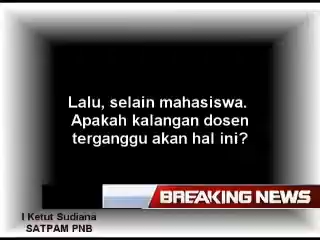 Lalu, selain mahasiswa.
Apakah kalangan dosen
terganggu akan hal ini?
BREAKING NEWS
I Ketut Sudiana
SATPAM PNB